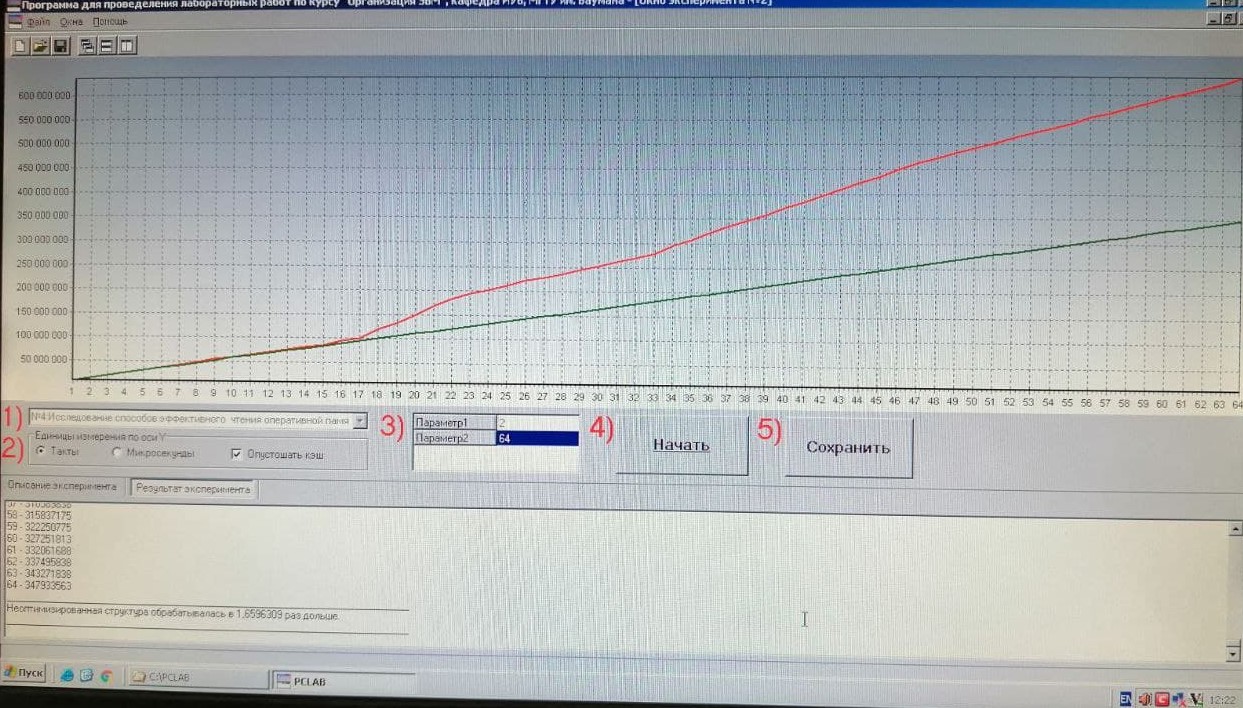 Программа для проведения лабораторных работ по курсу "Организация ЭВМ", кафедра ИУ6, МГТУ им. Баумана - [Окно эксперимента №2]
Файл Окна Помощь
600 000 000
550 000 000
500 000 000
450 000 000
400 000 000
350 000 000
300 000 000
250 000 000
200 000 000
150 000 000
100 000 000
50 000 000
1 2 3 4 5 6 7 8 9 10 11 12 13 14 15 16 17 18 19 20 21 22 23 24 25 26 27 28 29 30 31 32 33 34 35 36 37 38 39 40 41 42 43 44 45 46 47 48 49 50 51 52 53 54 55 56 57 58 59 60 61 62 63 64
1) №4 Исследование способов эффективного чтения оперативной памя
2) Единицы измерения по оси Y
Такты Микросекунды Опустошать кэш
3) Параметр1 2
Параметр2 64
4) Начать
5) Сохранить
Описание эксперимента Результат эксперимента
58 - 315837175
59 - 322250775
60 - 327251813
61 - 332061688
62 - 337495838
63 - 343271838
64 - 347933563
Неоптимизированная структура обрабатывалась в 1,6596309 раз дольше.
Пуск C:\PCLAB PCLAB EN 12:22